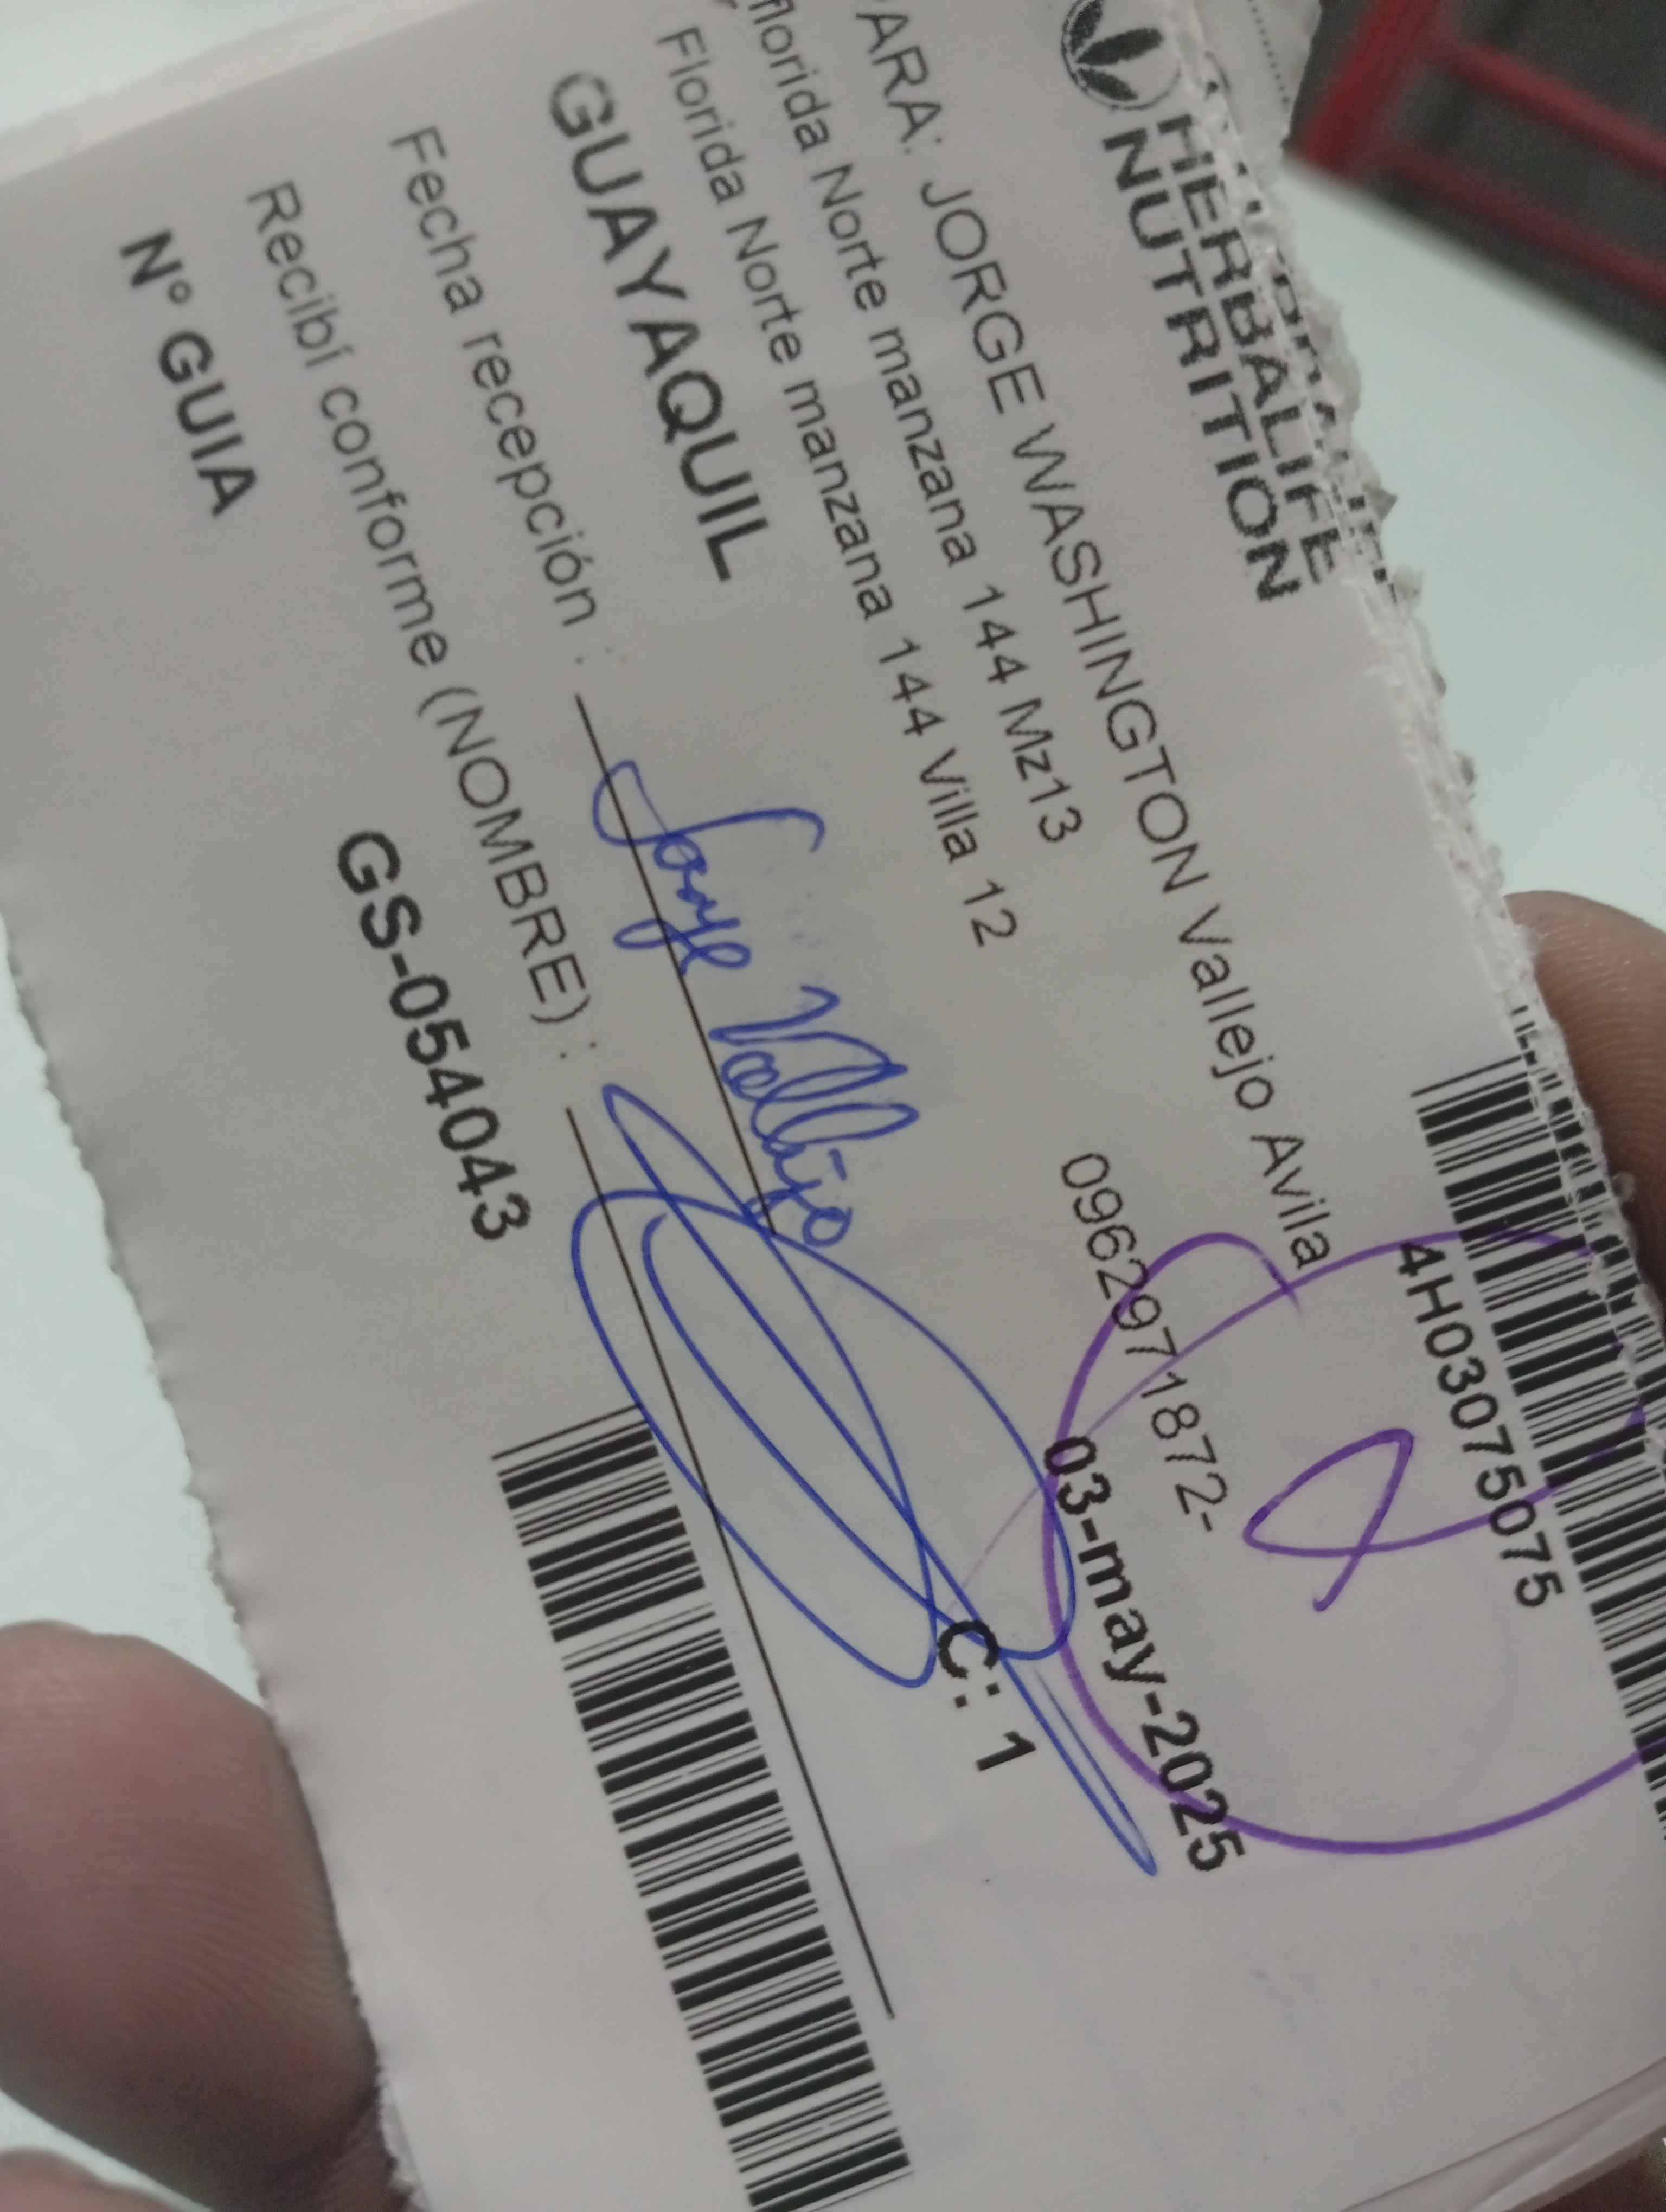 HERBALIFE
NUTRITION
4H03075075
ARA: JORGE WASHINGTON Vallejo Avila
florida Norte manzana 144 Mz13
0962971872-
Florida Norte manzana 144 Villa 12
03-may-2025
GUAYAQUIL
C: 1
Fecha recepción :
Jorge Vallejo
Recibí conforme (NOMBRE) :
Nº GUIA
GS-054043